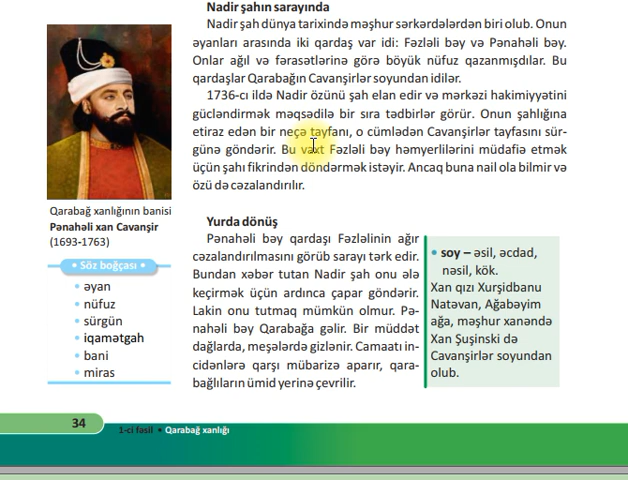 Nadir şahın sarayında
Nadir şah dünya tarixində məşhur sərkərdələrdən biri olub. Onun
əyanları arasında iki qardaş var idi: Fəzləli bəy və Pənahəli bəy.
Onlar ağıl və fərasətlərinə görə böyük nüfuz qazanmışdılar. Bu
qardaşlar Qarabağın Cavanşirlər soyundan idilər.
1736-cı ildə Nadir özünü şah elan edir və mərkəzi hakimiyyətini
gücləndirmək məqsədilə bir sıra tədbirlər görür. Onun şahlığına
etiraz edən bir neçə tayfanı, o cümlədən Cavanşirlər tayfasını sür-
günə göndərir. Bu vaxt Fəzləli bəy həmyerlilərini müdafiə etmək
üçün şahı fikrindən döndərmək istəyir. Ancaq buna nail ola bilmir və
özü də cəzalandırılır.
Qarabağ xanlığının banisi
Pənahəli xan Cavanşir
(1693-1763)
• Söz boğçası •
• əyan
• nüfuz
• sürgün
• iqamətgah
• bani
• miras
Yurda dönüş
Pənahəli bəy qardaşı Fəzləlinin ağır
cəzalandırılmasını görüb sarayı tərk edir.
Bundan xəbər tutan Nadir şah onu ələ
keçirmək üçün ardınca çapar göndərir.
Lakin onu tutmaq mümkün olmur. Pə-
nahəli bəy Qarabağa gəlir. Bir müddət
dağlarda, meşələrdə gizlənir. Camaatı in-
cidənlərə qarşı mübarizə aparır, qara-
bağlıların ümid yerinə çevrilir.
• soy – əsil, əcdad,
nəsil, kök.
Xan qızı Xurşidbanu
Natəvan, Ağabəyim
ağa, məşhur xanəndə
Xan Şuşinski də
Cavanşirlər soyundan
olub.
34
1-ci fəsil • Qarabağ xanlığı